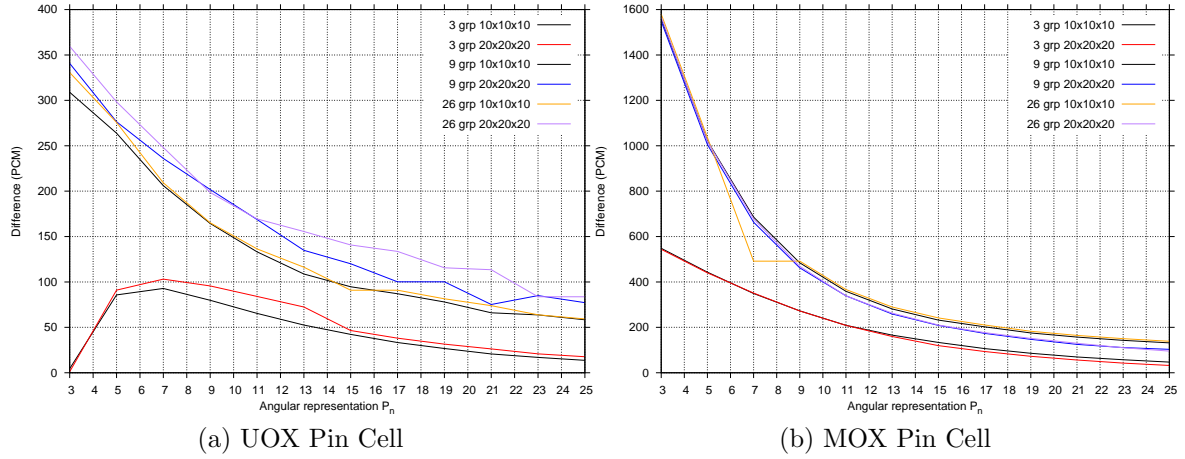 400
350
300
250
200
150
100
50
0
Difference (PCM)
3 grp 10x10x10
3 grp 20x20x20
9 grp 10x10x10
9 grp 20x20x20
26 grp 10x10x10
26 grp 20x20x20
3 4 5 6 7 8 9 10 11 12 13 14 15 16 17 18 19 20 21 22 23 24 25
Angular representation Pn
(a) UOX Pin Cell
1600
1400
1200
1000
800
600
400
200
0
Difference (PCM)
3 grp 10x10x10
3 grp 20x20x20
9 grp 10x10x10
9 grp 20x20x20
26 grp 10x10x10
26 grp 20x20x20
3 4 5 6 7 8 9 10 11 12 13 14 15 16 17 18 19 20 21 22 23 24 25
Angular representation Pn
(b) MOX Pin Cell